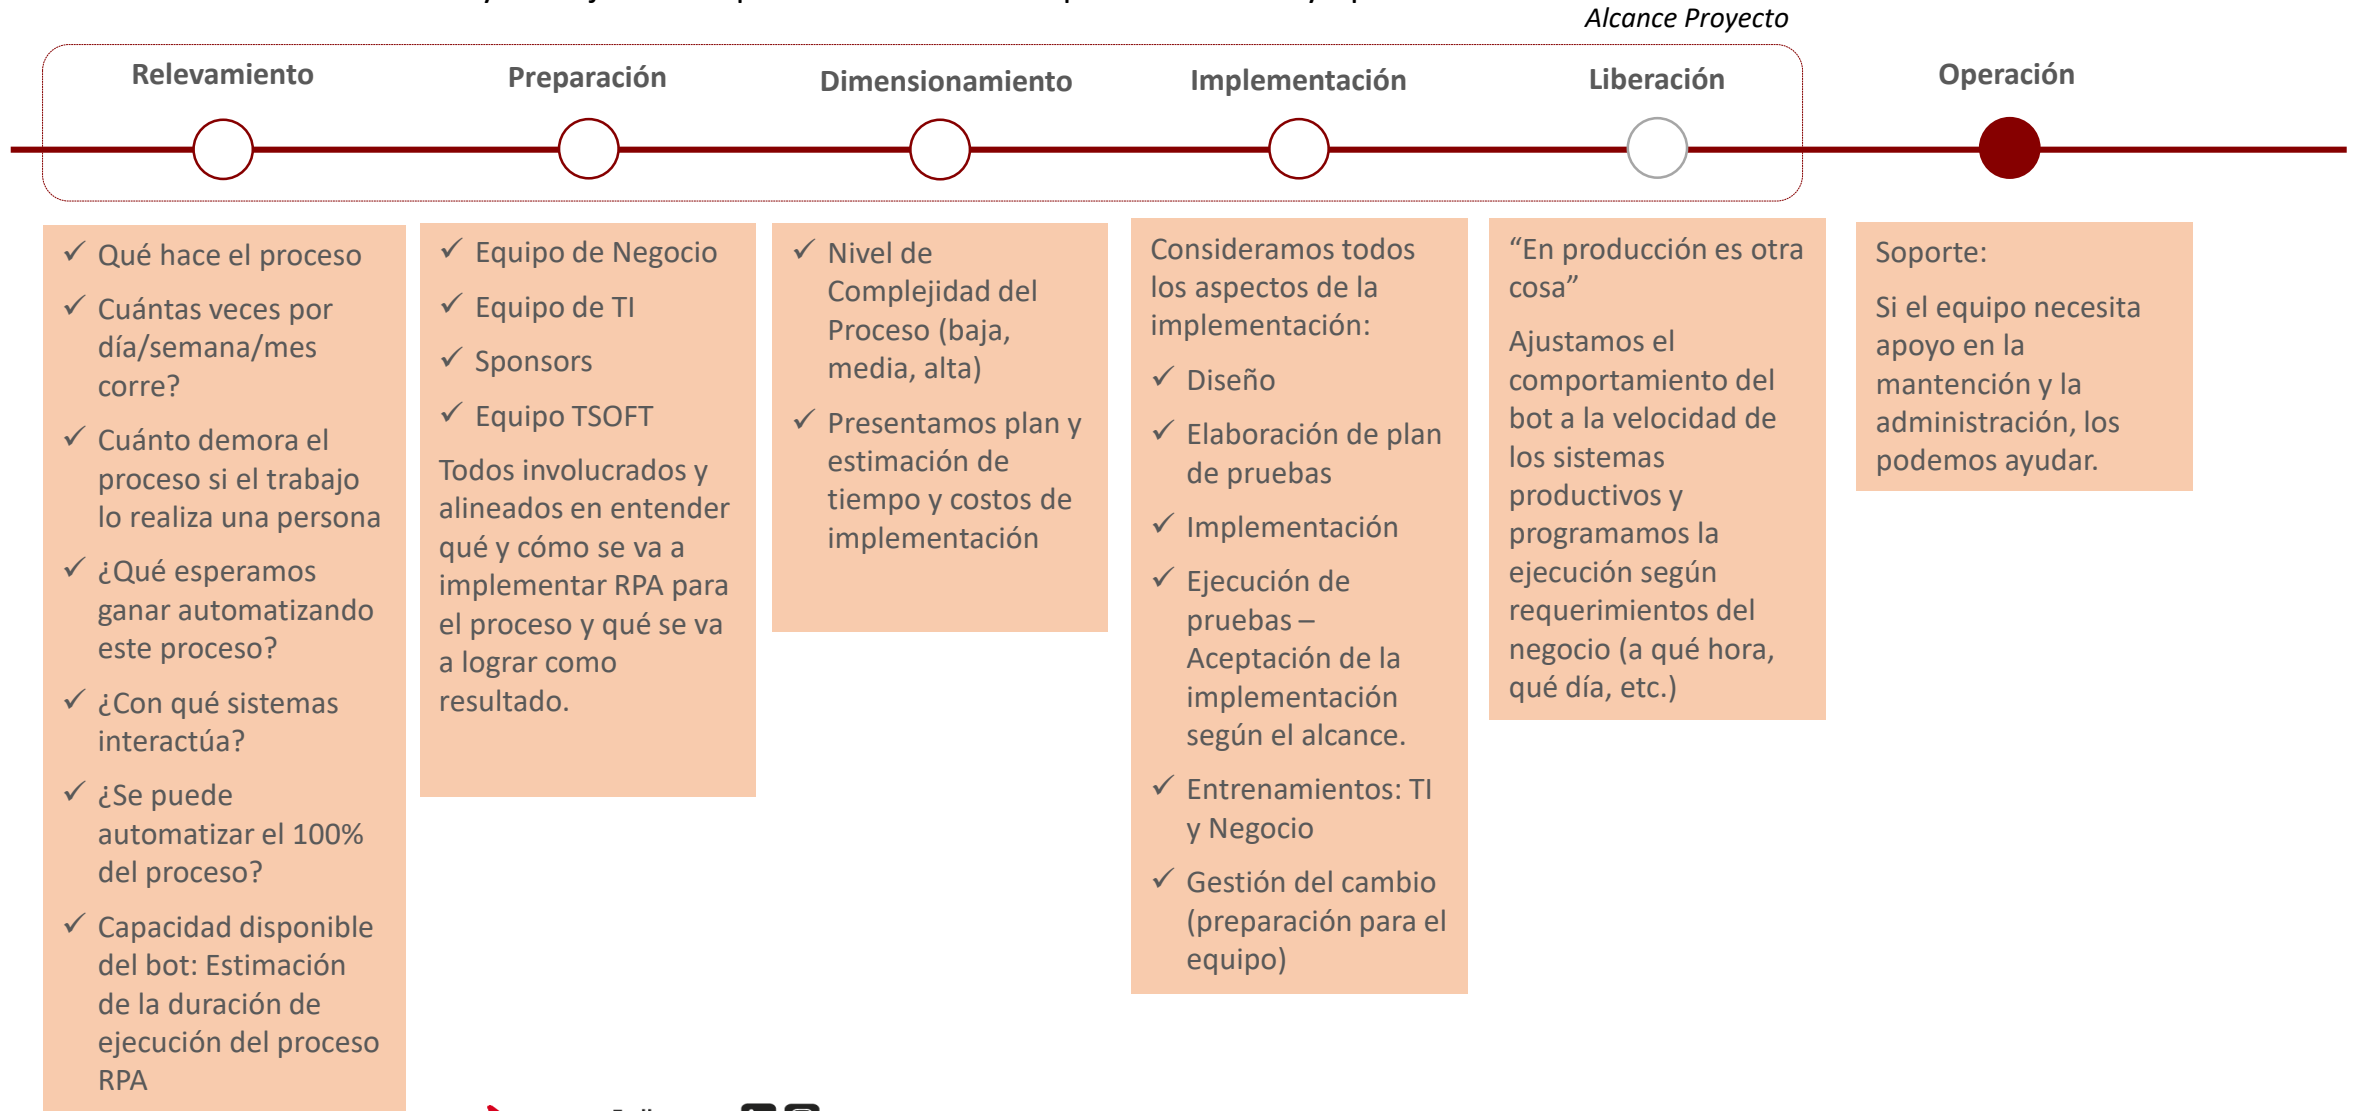 Alcance Proyecto
Relevamiento
Preparación
Dimensionamiento
Implementación
Liberación
Operación
✓ Qué hace el proceso
✓ Cuántas veces por
día/semana/mes
corre?
✓ Cuánto demora el
proceso si el trabajo
lo realiza una persona
✓ ¿Qué esperamos
ganar automatizando
este proceso?
✓ ¿Con qué sistemas
interactúa?
✓ ¿Se puede
automatizar el 100%
del proceso?
✓ Capacidad disponible
del bot: Estimación
de la duración de
ejecución del proceso
RPA
✓ Equipo de Negocio
✓ Equipo de TI
✓ Sponsors
✓ Equipo TSOFT
Todos involucrados y
alineados en entender
qué y cómo se va a
implementar RPA para
el proceso y qué se va
a lograr como
resultado.
✓ Nivel de
Complejidad del
Proceso (baja,
media, alta)
✓ Presentamos plan y
estimación de
tiempo y costos de
implementación
Consideramos todos
los aspectos de la
implementación:
✓ Diseño
✓ Elaboración de plan
de pruebas
✓ Implementación
✓ Ejecución de
pruebas –
Aceptación de la
implementación
según el alcance.
✓ Entrenamientos: TI
y Negocio
✓ Gestión del cambio
(preparación para el
equipo)
“En producción es otra
cosa”
Ajustamos el
comportamiento del
bot a la velocidad de
los sistemas
productivos y
programamos la
ejecución según
requerimientos del
negocio (a qué hora,
qué día, etc.)
Soporte:
Si el equipo necesita
apoyo en la
mantención y la
administración, los
podemos ayudar.